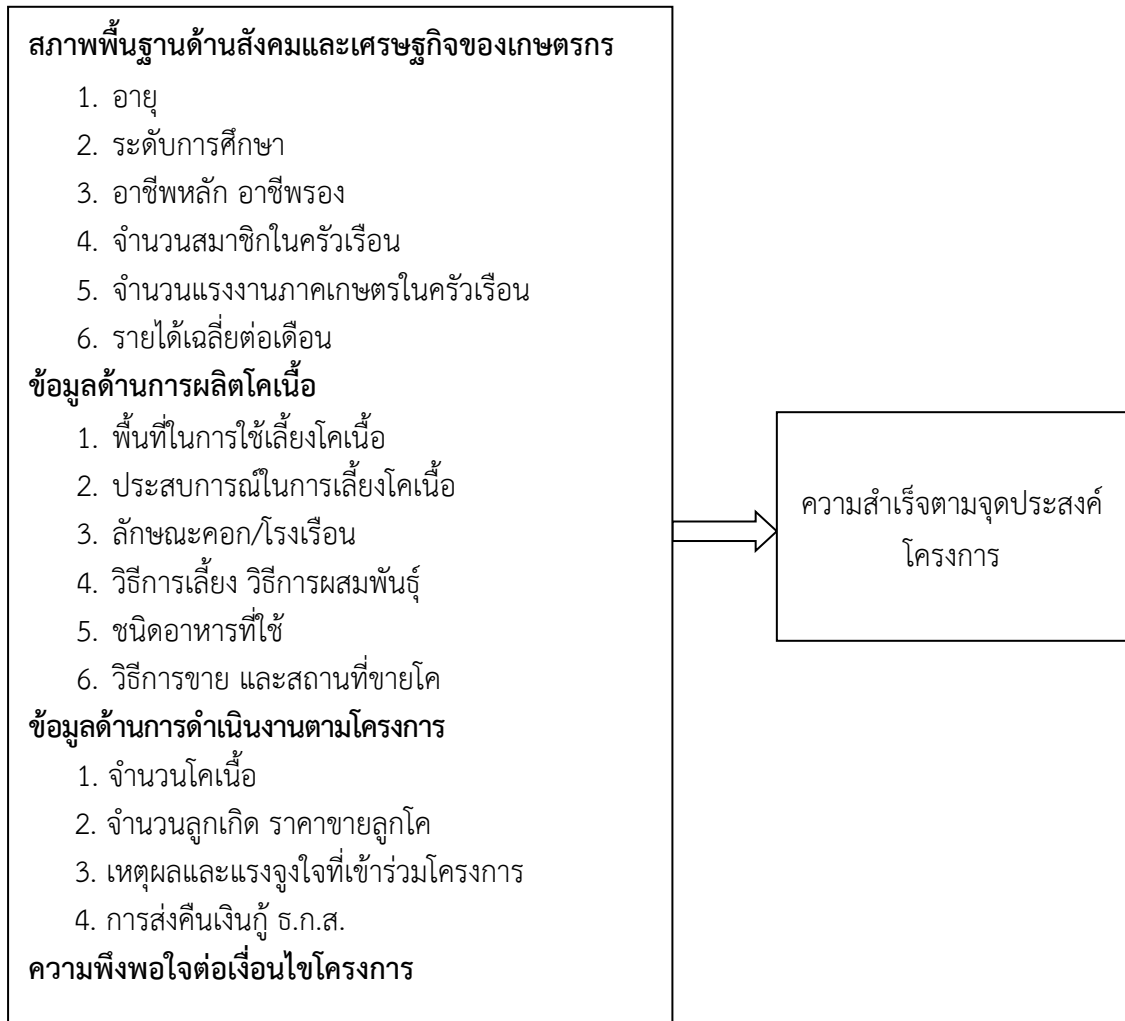 สภาพพื้นฐานด้านสังคมและเศรษฐกิจของเกษตรกร
1. อายุ
2. ระดับการศึกษา
3. อาชีพหลัก อาชีพรอง
4. จำนวนสมาชิกในครัวเรือน
5. จำนวนแรงงานภาคเกษตรในครัวเรือน
6. รายได้เฉลี่ยต่อเดือน
ข้อมูลด้านการผลิตโคเนื้อ
1. พื้นที่ในการใช้เลี้ยงโคเนื้อ
2. ประสบการณ์ในการเลี้ยงโคเนื้อ
3. ลักษณะคอก/โรงเรือน
4. วิธีการเลี้ยง วิธีการผสมพันธุ์
5. ชนิดอาหารที่ใช้
6. วิธีการขาย และสถานที่ขายโค
ข้อมูลด้านการดำเนินงานตามโครงการ
1. จำนวนโคเนื้อ
2. จำนวนลูกเกิด ราคาขายลูกโค
3. เหตุผลและแรงจูงใจที่เข้าร่วมโครงการ
4. การส่งคืนเงินกู้ ธ.ก.ส.
ความพึงพอใจต่อเงื่อนไขโครงการ
ความสำเร็จตามจุดประสงค์
โครงการ